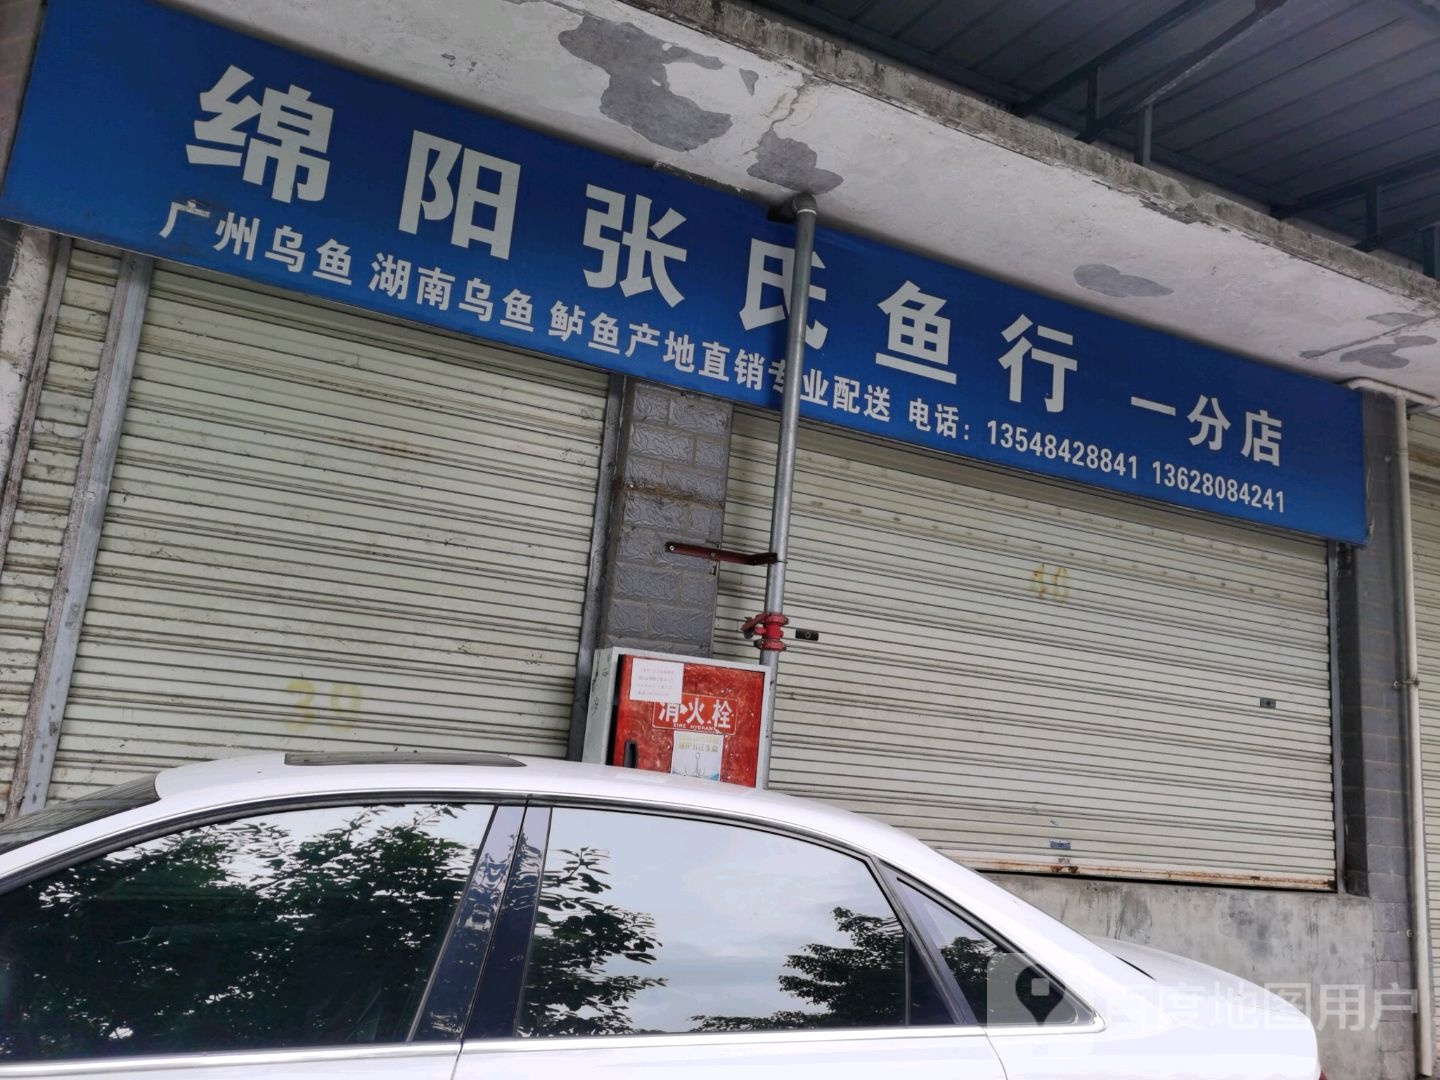 绵阳张氏鱼行 一分店
广州乌鱼 湖南乌鱼 鲈鱼产地直销专业配送 电话：13548428841 13628084241
40
38
消火栓
FIRE HYDRANT
百度地图用户